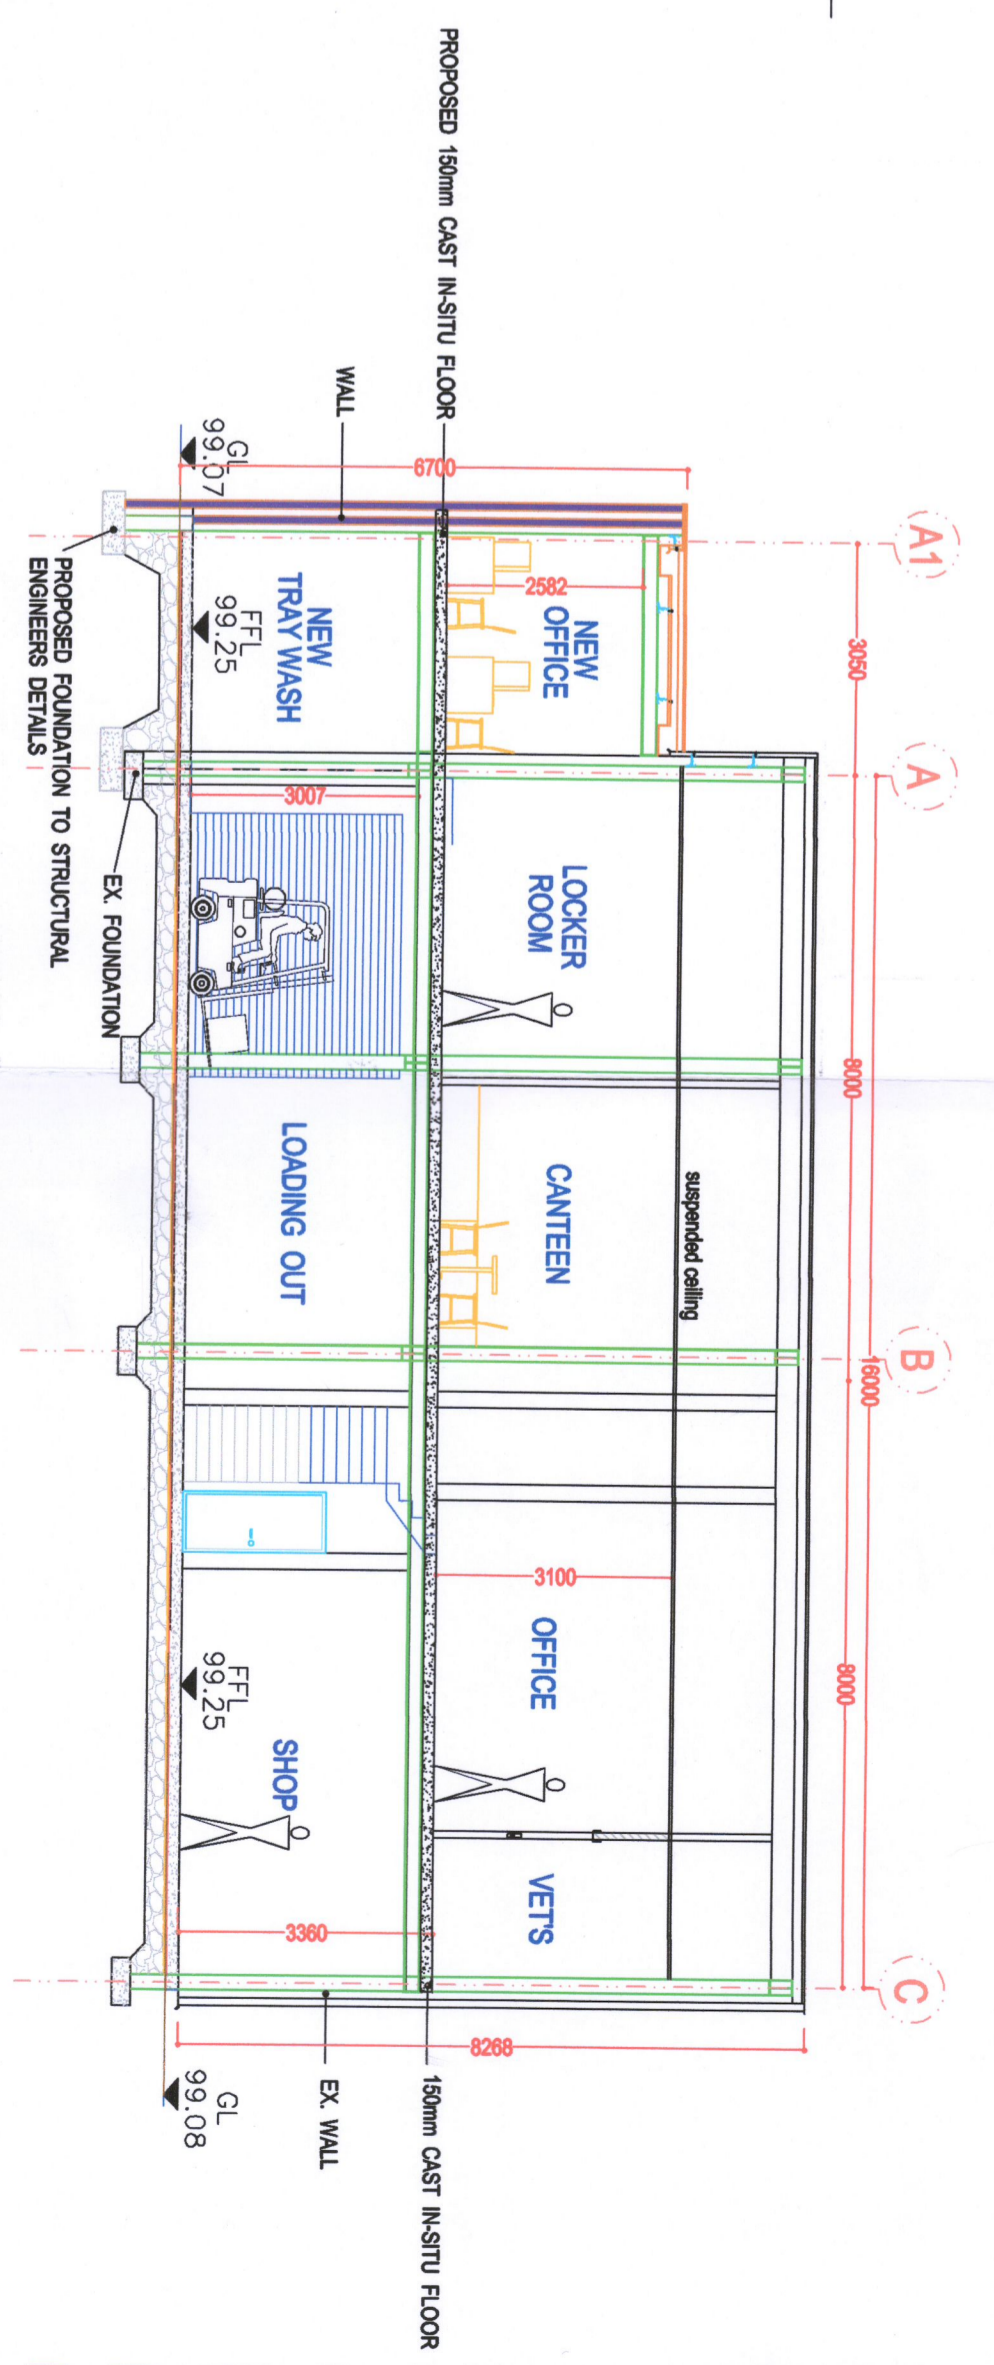 A1
A
B
C
3050
8000
8000
16000
PROPOSED 150mm CAST IN-SITU FLOOR
WALL
6700
GL
99.07
NEW
OFFICE
2582
LOCKER
ROOM
CANTEEN
suspended ceiling
3100
OFFICE
VET'S
NEW
TRAY WASH
FFL
99.25
3007
LOADING OUT
FFL
99.25
SHOP
3360
8268
GL
99.08
150mm CAST IN-SITU FLOOR
EX. WALL
EX. FOUNDATION
PROPOSED FOUNDATION TO STRUCTURAL
ENGINEERS DETAILS